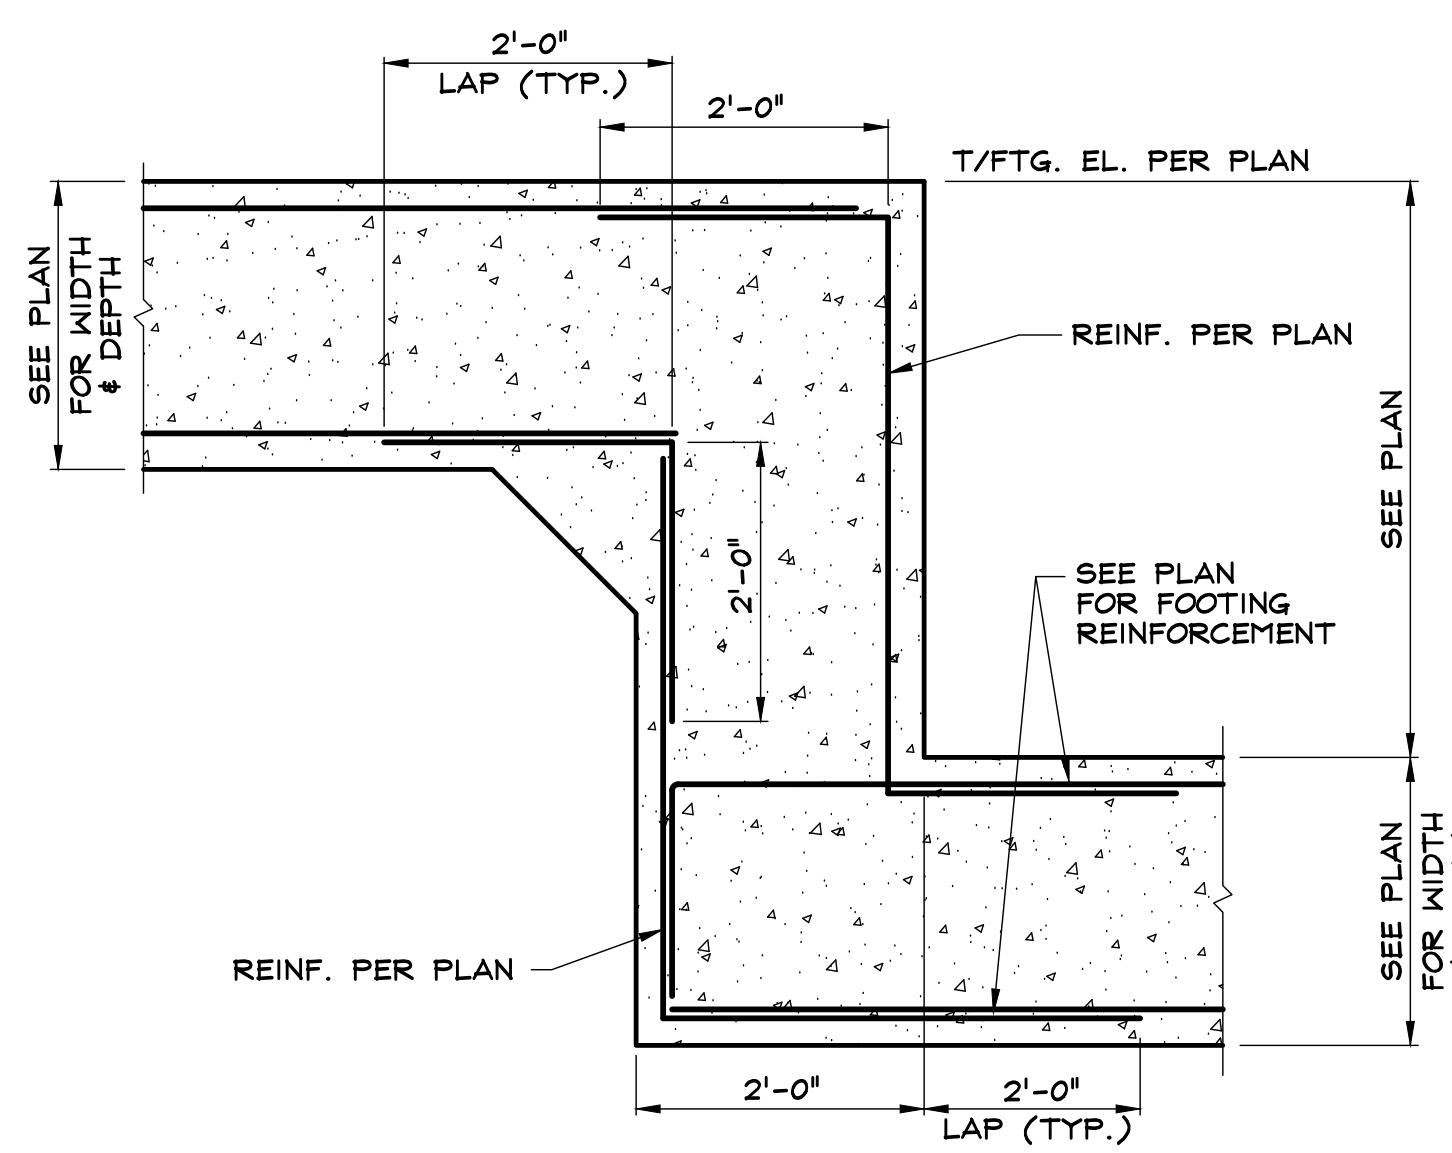 2'-0"
LAP (TYP.)
2'-0"
T/FTG. EL. PER PLAN
SEE PLAN
FOR WIDTH
& DEPTH
REINF. PER PLAN
SEE PLAN
2'-0"
SEE PLAN
FOR FOOTING
REINFORCEMENT
SEE PLAN
FOR WIDTH
REINF. PER PLAN
2'-0"
2'-0"
LAP (TYP.)